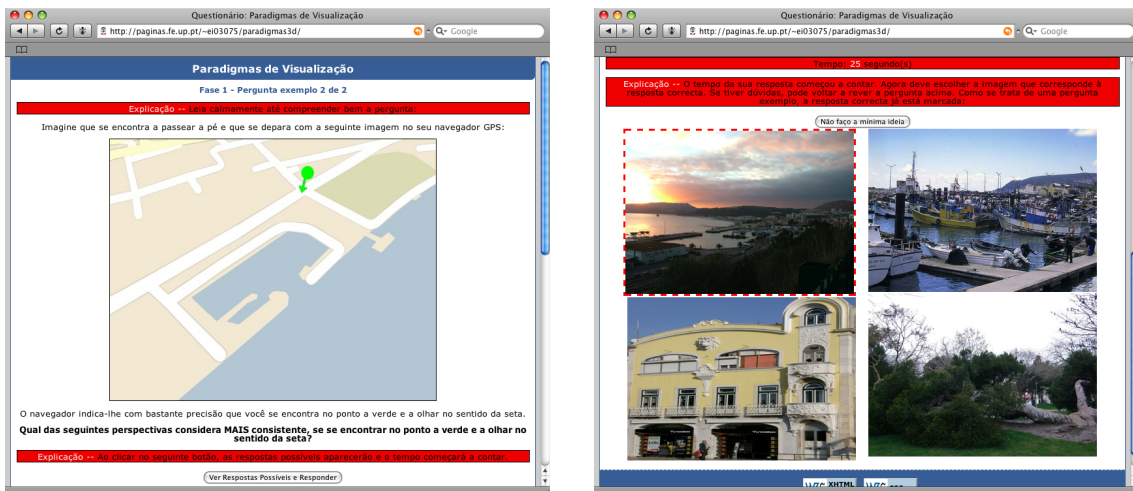 Questionário: Paradigmas de Visualização
http://paginas.fe.up.pt/~ei03075/paradigmas3d/
Google
Paradigmas de Visualização
Fase 1 - Pergunta exemplo 2 de 2
Explicação -- Leia calmamente até compreender bem a pergunta:
Imagine que se encontra a passear a pé e que se depara com a seguinte imagem no seu navegador GPS:
O navegador indica-lhe com bastante precisão que você se encontra no ponto a verde e a olhar no sentido da seta.
Qual das seguintes perspectivas considera MAIS consistente, se se encontrar no ponto a verde e a olhar no
sentido da seta?
Explicação -- Ao clicar no seguinte botão, as respostas possíveis aparecerão e o tempo começará a contar.
Ver Respostas Possíveis e Responder
Questionário: Paradigmas de Visualização
http://paginas.fe.up.pt/~ei03075/paradigmas3d/
Google
Tempo: 25 segundo(a)
Explicação -- O tempo da sua resposta começou a contar. Agora deve escolher a imagem que corresponde à
resposta correcta. Se tiver dúvidas, pode voltar a rever a pergunta acima. Como se trata de uma pergunta
exemplo, a resposta correcta já está marcada:
Não faço a mínima ideia
W3C XHTML